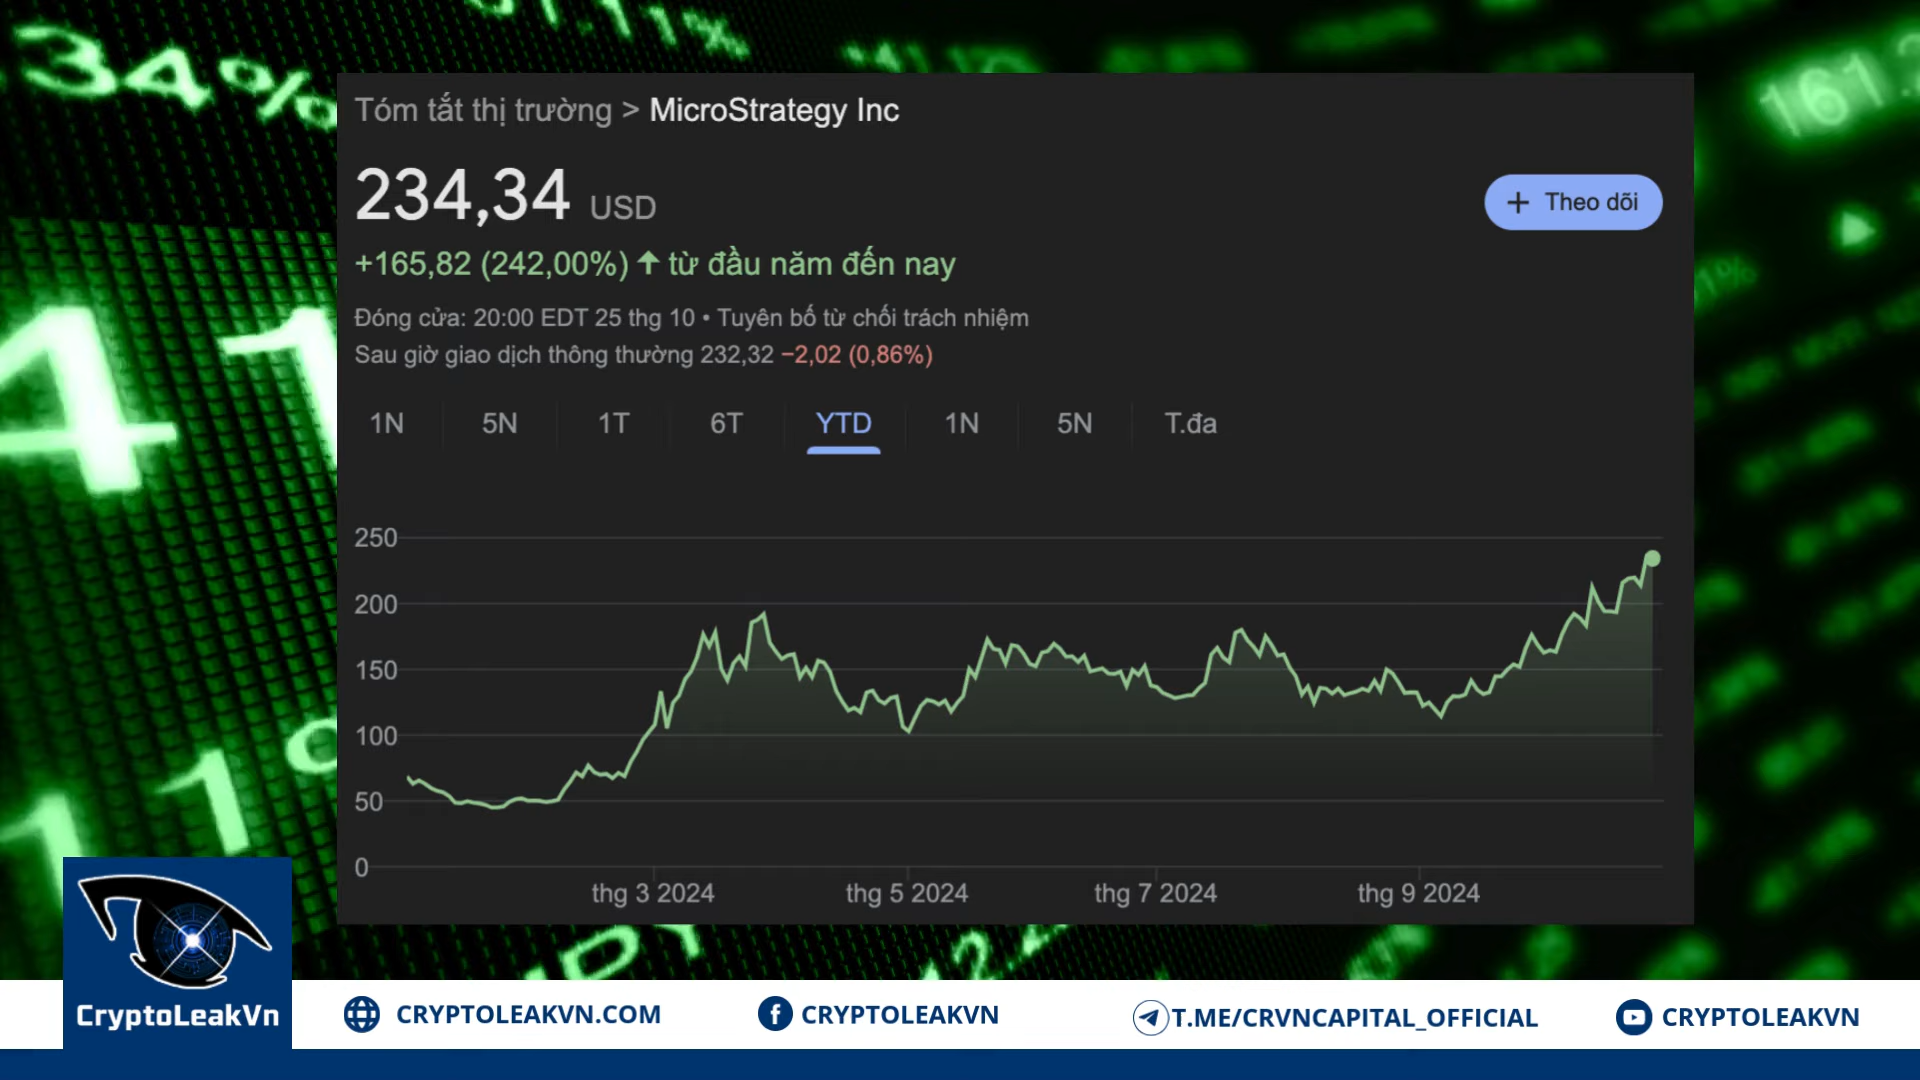 34%
Tóm tắt thị trường > MicroStrategy Inc
234,34 USD
+ Theo dõi
+165,82 (242,00%) ↑ từ đầu năm đến nay
Đóng cửa: 20:00 EDT 25 thg 10 • Tuyên bố từ chối trách nhiệm
Sau giờ giao dịch thông thường 232,32 −2,02 (0,86%)
1N 5N 1T 6T YTD 1N 5N T.đa
250
200
150
100
50
0
thg 3 2024 thg 5 2024 thg 7 2024 thg 9 2024
CryptoLeakVn
CRYPTOLEAKVN.COM CRYPTOLEAKVN T.ME/CRVNCAPITAL_OFFICIAL CRYPTOLEAKVN